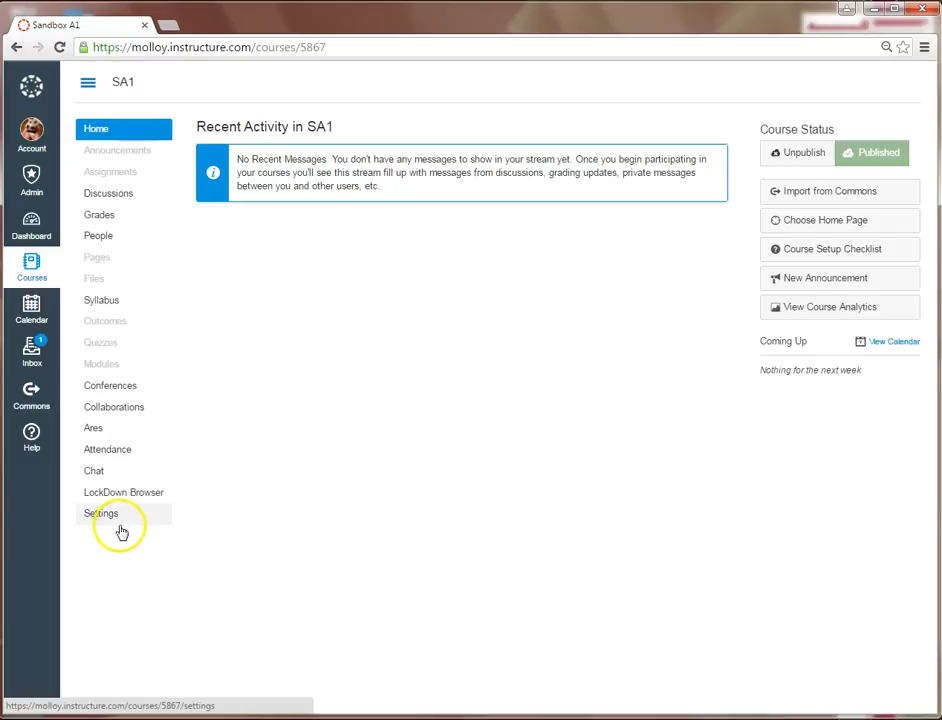 Sandbox A1
https://molloy.instructure.com/courses/5867
SA1
Account
Admin
Dashboard
Courses
Calendar
1
Inbox
Commons
Help
Home
Announcements
Assignments
Discussions
Grades
People
Pages
Files
Syllabus
Outcomes
Quizzes
Modules
Conferences
Collaborations
Ares
Attendance
Chat
LockDown Browser
Settings
Recent Activity in SA1
No Recent Messages You don't have any messages to show in your stream yet. Once you begin participating in
your courses you'll see this stream fill up with messages from discussions, grading updates, private messages
between you and other users, etc.
Course Status
Unpublish Published
Import from Commons
Choose Home Page
Course Setup Checklist
New Announcement
View Course Analytics
Coming Up View Calendar
Nothing for the next week
https://molloy.instructure.com/courses/5867/settings